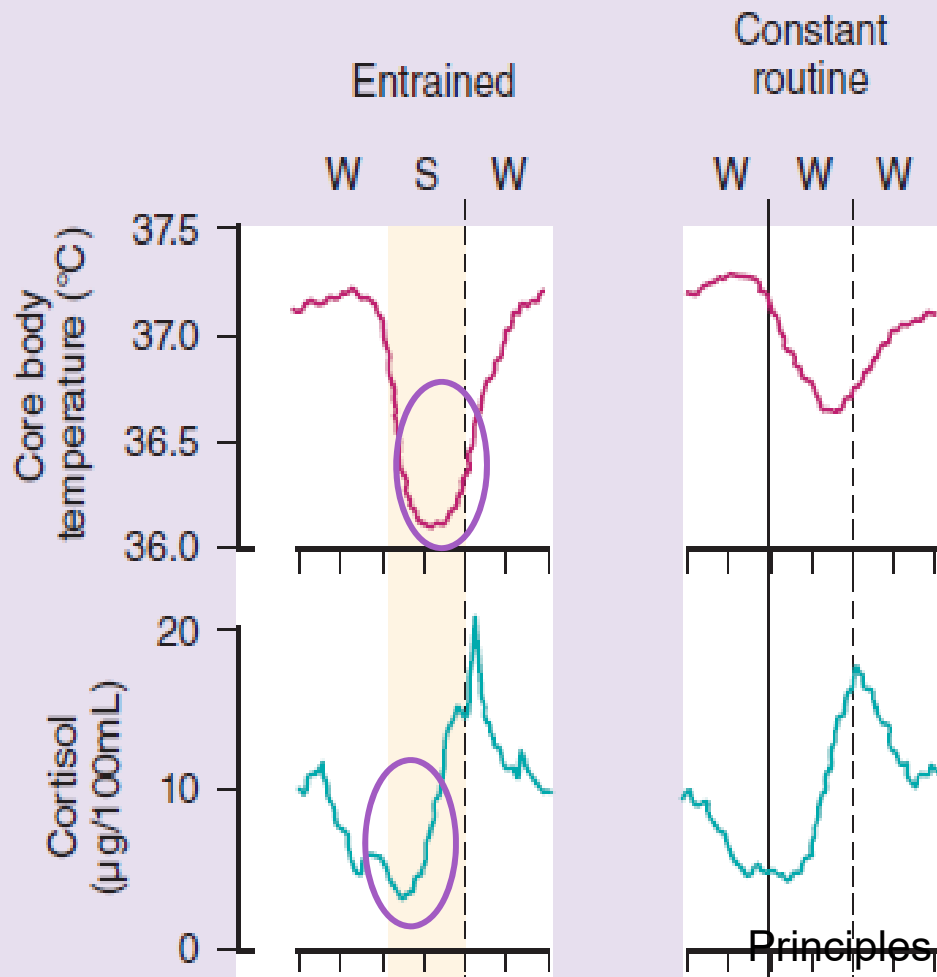 Constant
routine
Entrained
W S W
W W W
Core body
temperature (°C)
37.5
37.0
36.5
36.0
Cortisol
(µg/100mL)
20
10
0
Principles